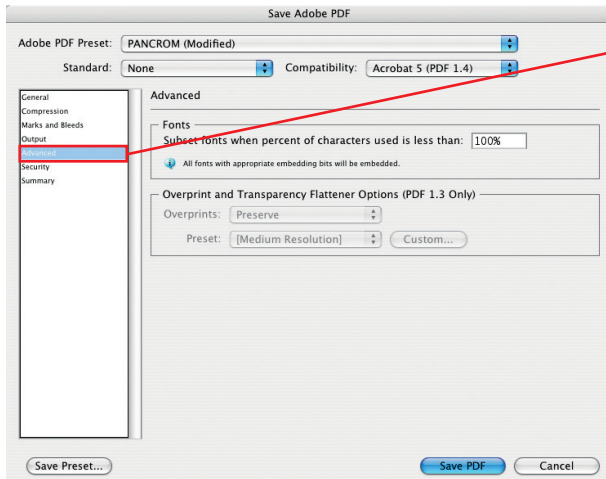 Save Adobe PDF
Adobe PDF Preset: PANCROM (Modified)
Standard: None Compatibility: Acrobat 5 (PDF 1.4)
General
Compression
Marks and Bleeds
Output
Advanced
Security
Summary
Advanced
Fonts
Subset fonts when percent of characters used is less than: 100%
All fonts with appropriate embedding bits will be embedded.
Overprint and Transparency Flattener Options (PDF 1.3 Only)
Overprints: Preserve
Preset: [Medium Resolution] Custom...
Save Preset... Save PDF Cancel